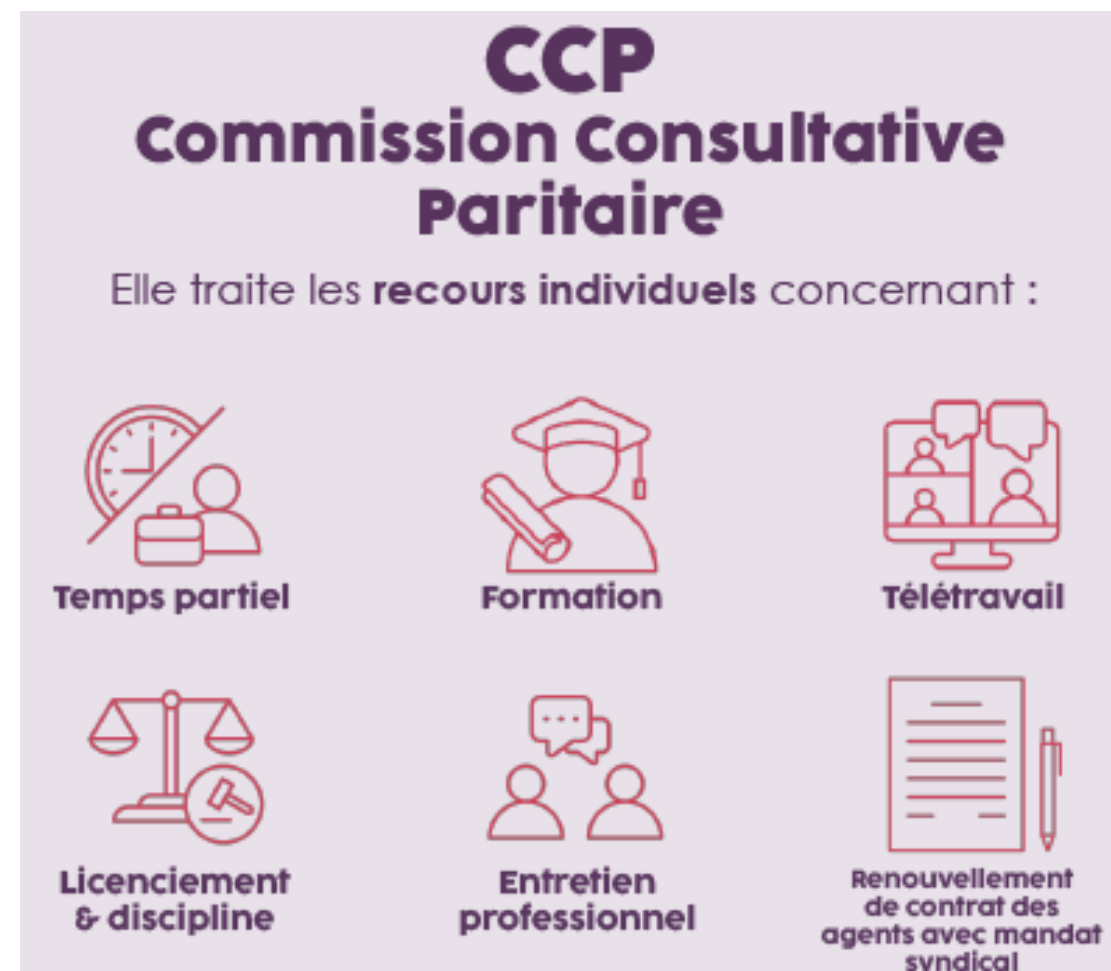 CCP
Commission Consultative
Paritaire
Elle traite les recours individuels concernant :
Temps partiel
Formation
Télétravail
Licenciement
& discipline
Entretien
professionnel
Renouvellement
de contrat des
agents avec mandat
syndical